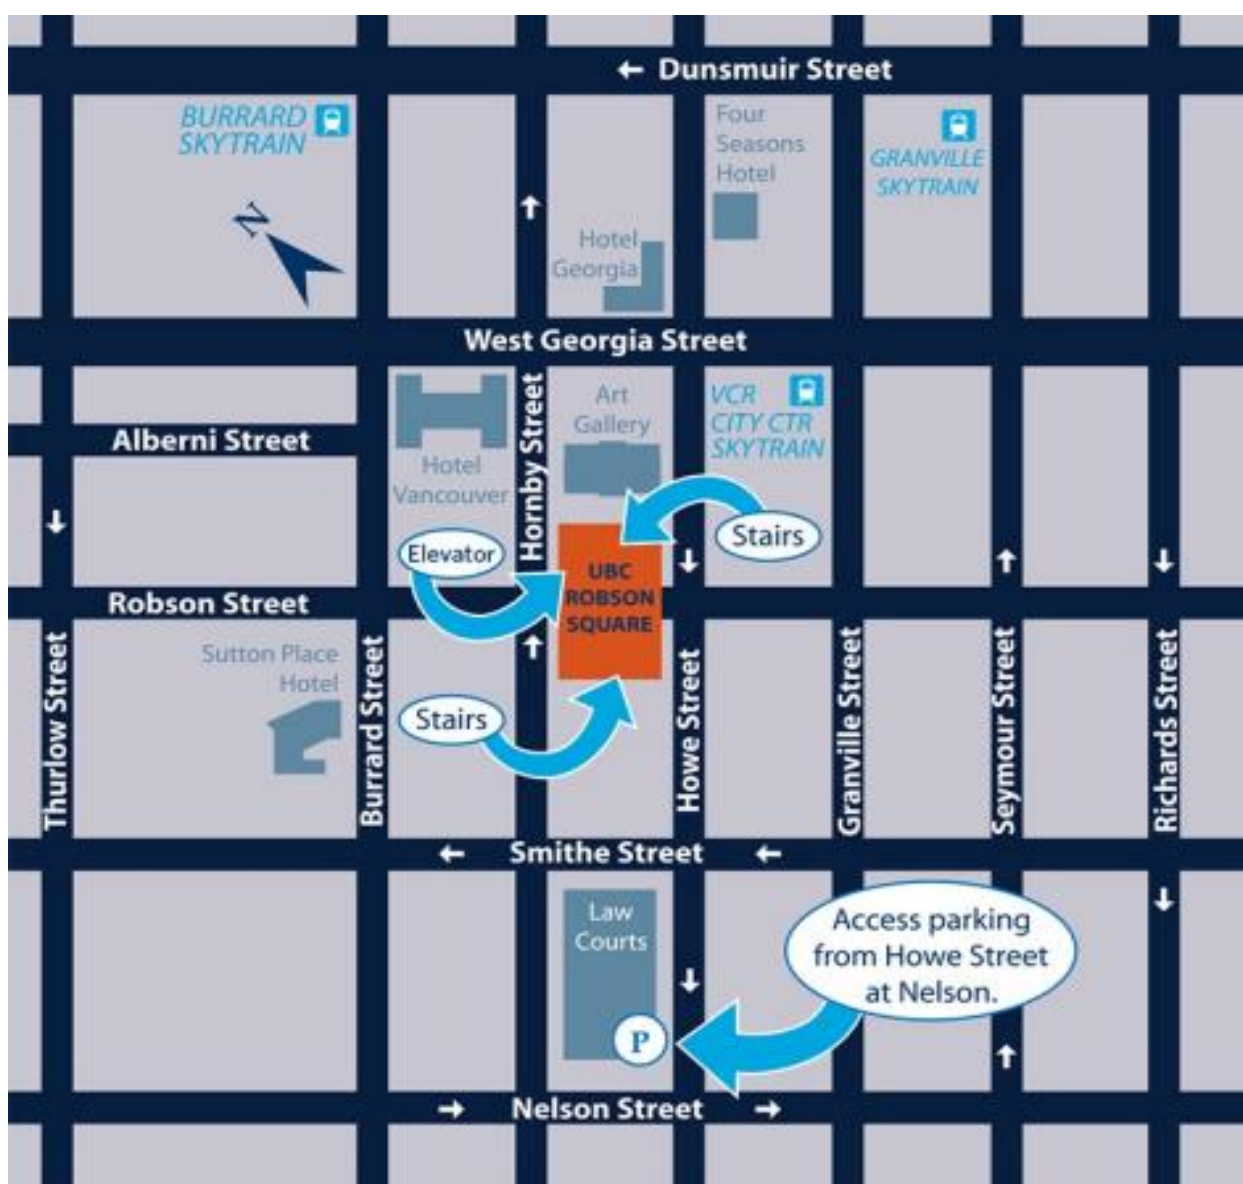 ← Dunsmuir Street
BURRARD
SKYTRAIN
N
Four
Seasons
Hotel
GRANVILLE
SKYTRAIN
Hotel
Georgia
West Georgia Street
Alberni Street
Hotel
Vancouver
Hornby Street
Art
Gallery
VCR
CITY CTR
SKYTRAIN
Elevator
Stairs
UBC
ROBSON
SQUARE
Robson Street
Sutton Place
Hotel
Stairs
Thurlow Street
Burrard Street
Howe Street
Granville Street
Seymour Street
Richards Street
← Smithe Street ←
Law
Courts
P
Access parking
from Howe Street
at Nelson.
→ Nelson Street →